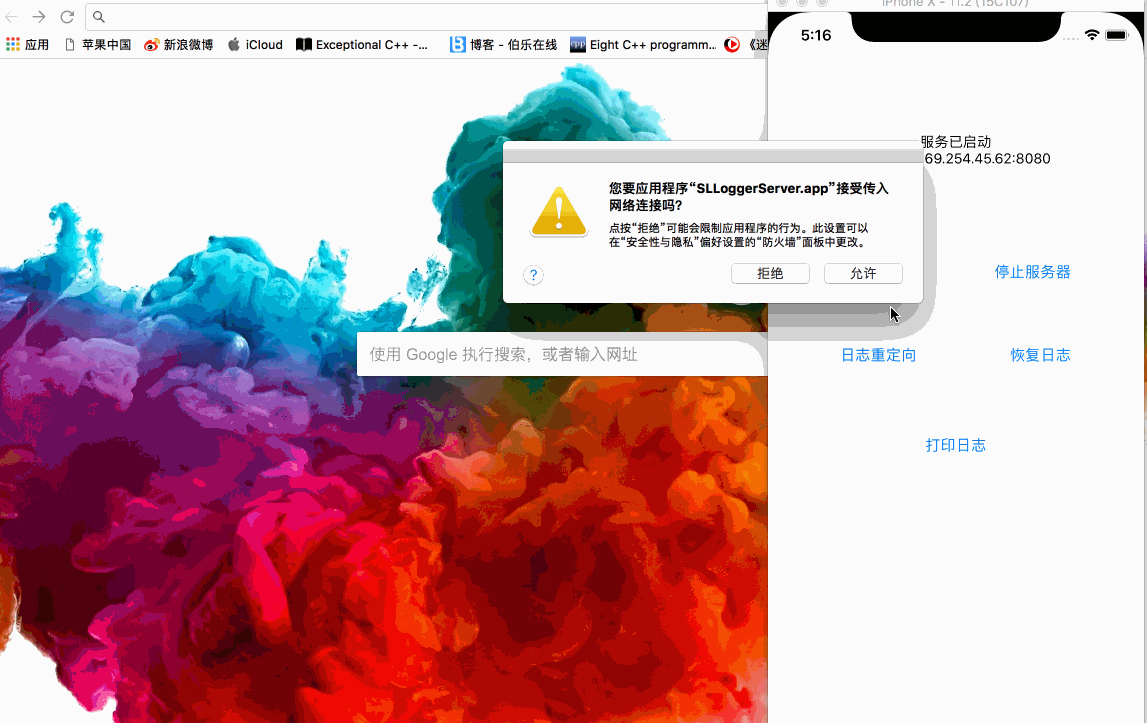 iPhone X - 11.2 (15C107)
5:16
应用
苹果中国
新浪微博
iCloud
Exceptional C++ -...
博客 - 伯乐在线
cpp
Eight C++ programm...
《迷
服务已启动
69.254.45.62:8080
您要应用程序“SLLoggerServer.app”接受传入
网络连接吗?
点按“拒绝”可能会限制应用程序的行为。此设置可以
在“安全性与隐私”偏好设置的“防火墙”面板中更改。
?
拒绝
允许
停止服务器
使用 Google 执行搜索，或者输入网址
日志重定向
恢复日志
打印日志